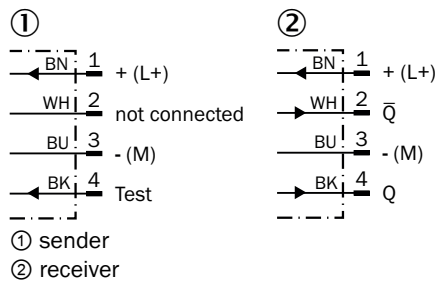 ① ②
BN 1 + (L+)
WH 2 not connected
BU 3 - (M)
BK 4 Test
BN 1 + (L+)
WH 2 Q̅
BU 3 - (M)
BK 4 Q
① sender
② receiver